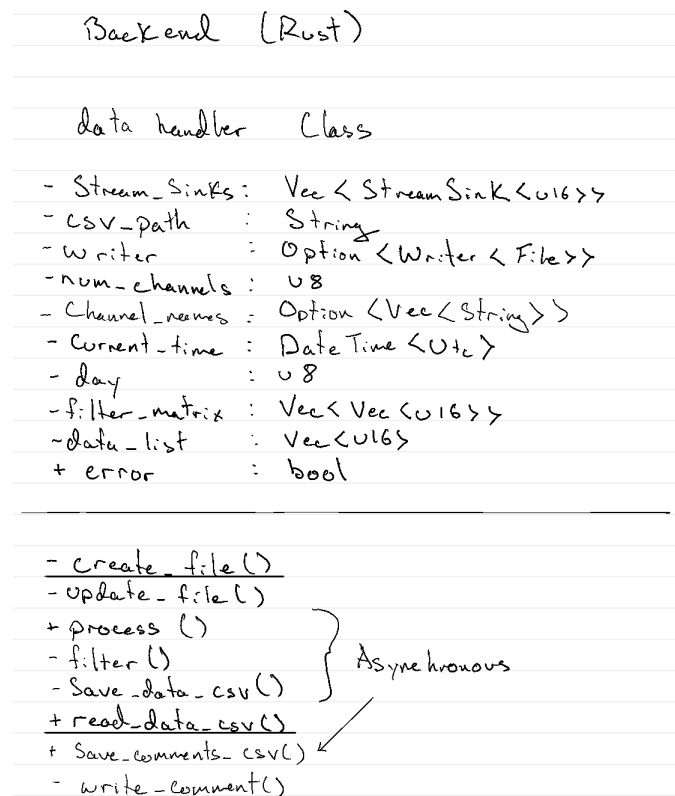 Backend (Rust)
data handler Class
- Stream_Sinks : Vec < StreamSink <u16>>
- csv_path : String
- writer : Option <Writer < File>>
- num_channels : u8
- Channel_names : Option <Vec< String>>
- Current_time : DateTime <Utc>
- day : u8
- filter_matrix : Vec< Vec <u16>>
- data_list : Vec<u16>
+ error : bool
- create_file()
- update_file()
+ process ()
- filter()
- Save_data_csv()
Asynchronous
+ read_data_csv()
+ Save_comments_csv()
- write_comment()